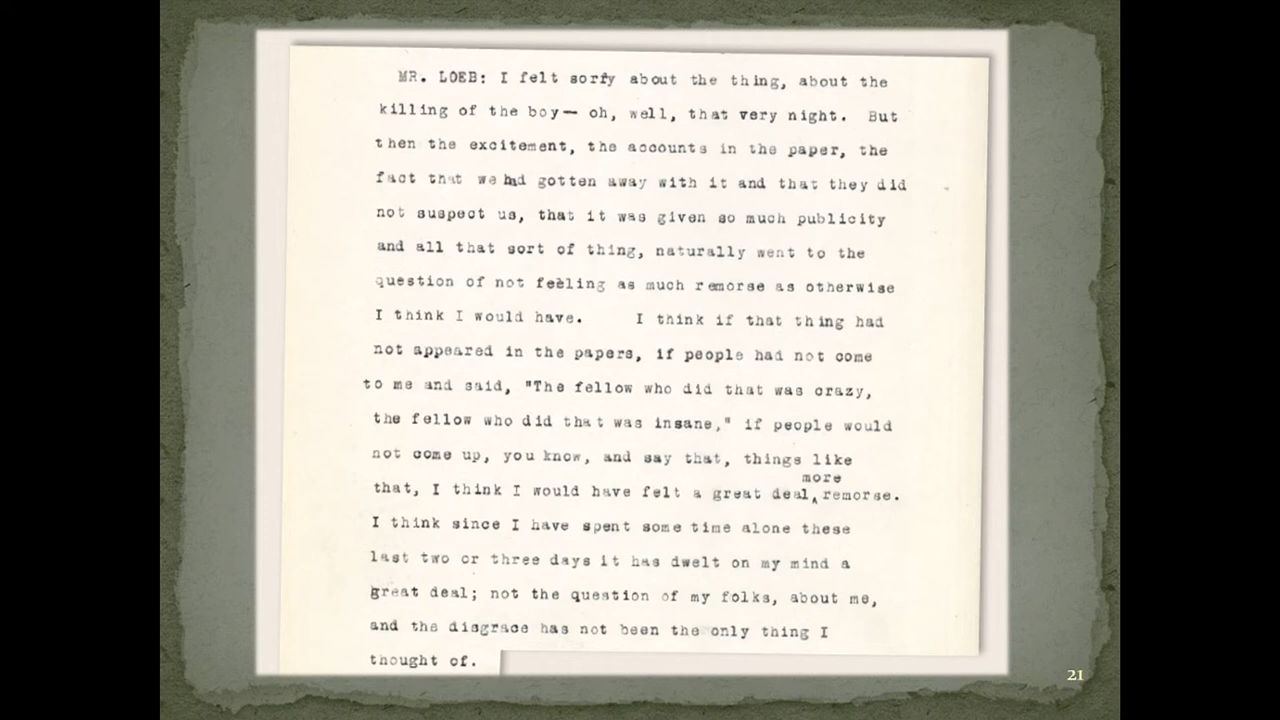 MR. LOEB: I felt sorry about the thing, about the
killing of the boy— oh, well, that very night. But
then the excitement, the accounts in the paper, the
fact that we had gotten away with it and that they did
not suspect us, that it was given so much publicity
and all that sort of thing, naturally went to the
question of not feeling as much remorse as otherwise
I think I would have. I think if that thing had
not appeared in the papers, if people had not come
to me and said, "The fellow who did that was crazy,
the fellow who did that was insane," if people would
not come up, you know, and say that, things like
more
that, I think I would have felt a great deal‸remorse.
I think since I have spent some time alone these
last two or three days it has dwelt on my mind a
great deal; not the question of my folks, about me,
and the disgrace has not been the only thing I
thought of.
21